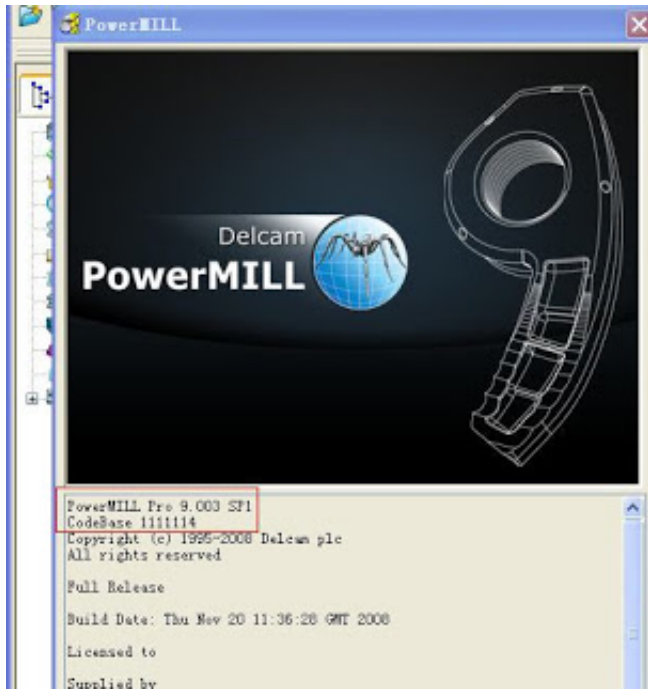 PowerMILL
Delcam
PowerMILL
PowerMILL Pro 9.003 SP1
CodeBase 1111114
Copyright (c) 1995-2008 Delcam plc
All rights reserved
Full Release
Build Date: Thu Nov 20 11:36:28 GMT 2008
Licensed to
Supplied by